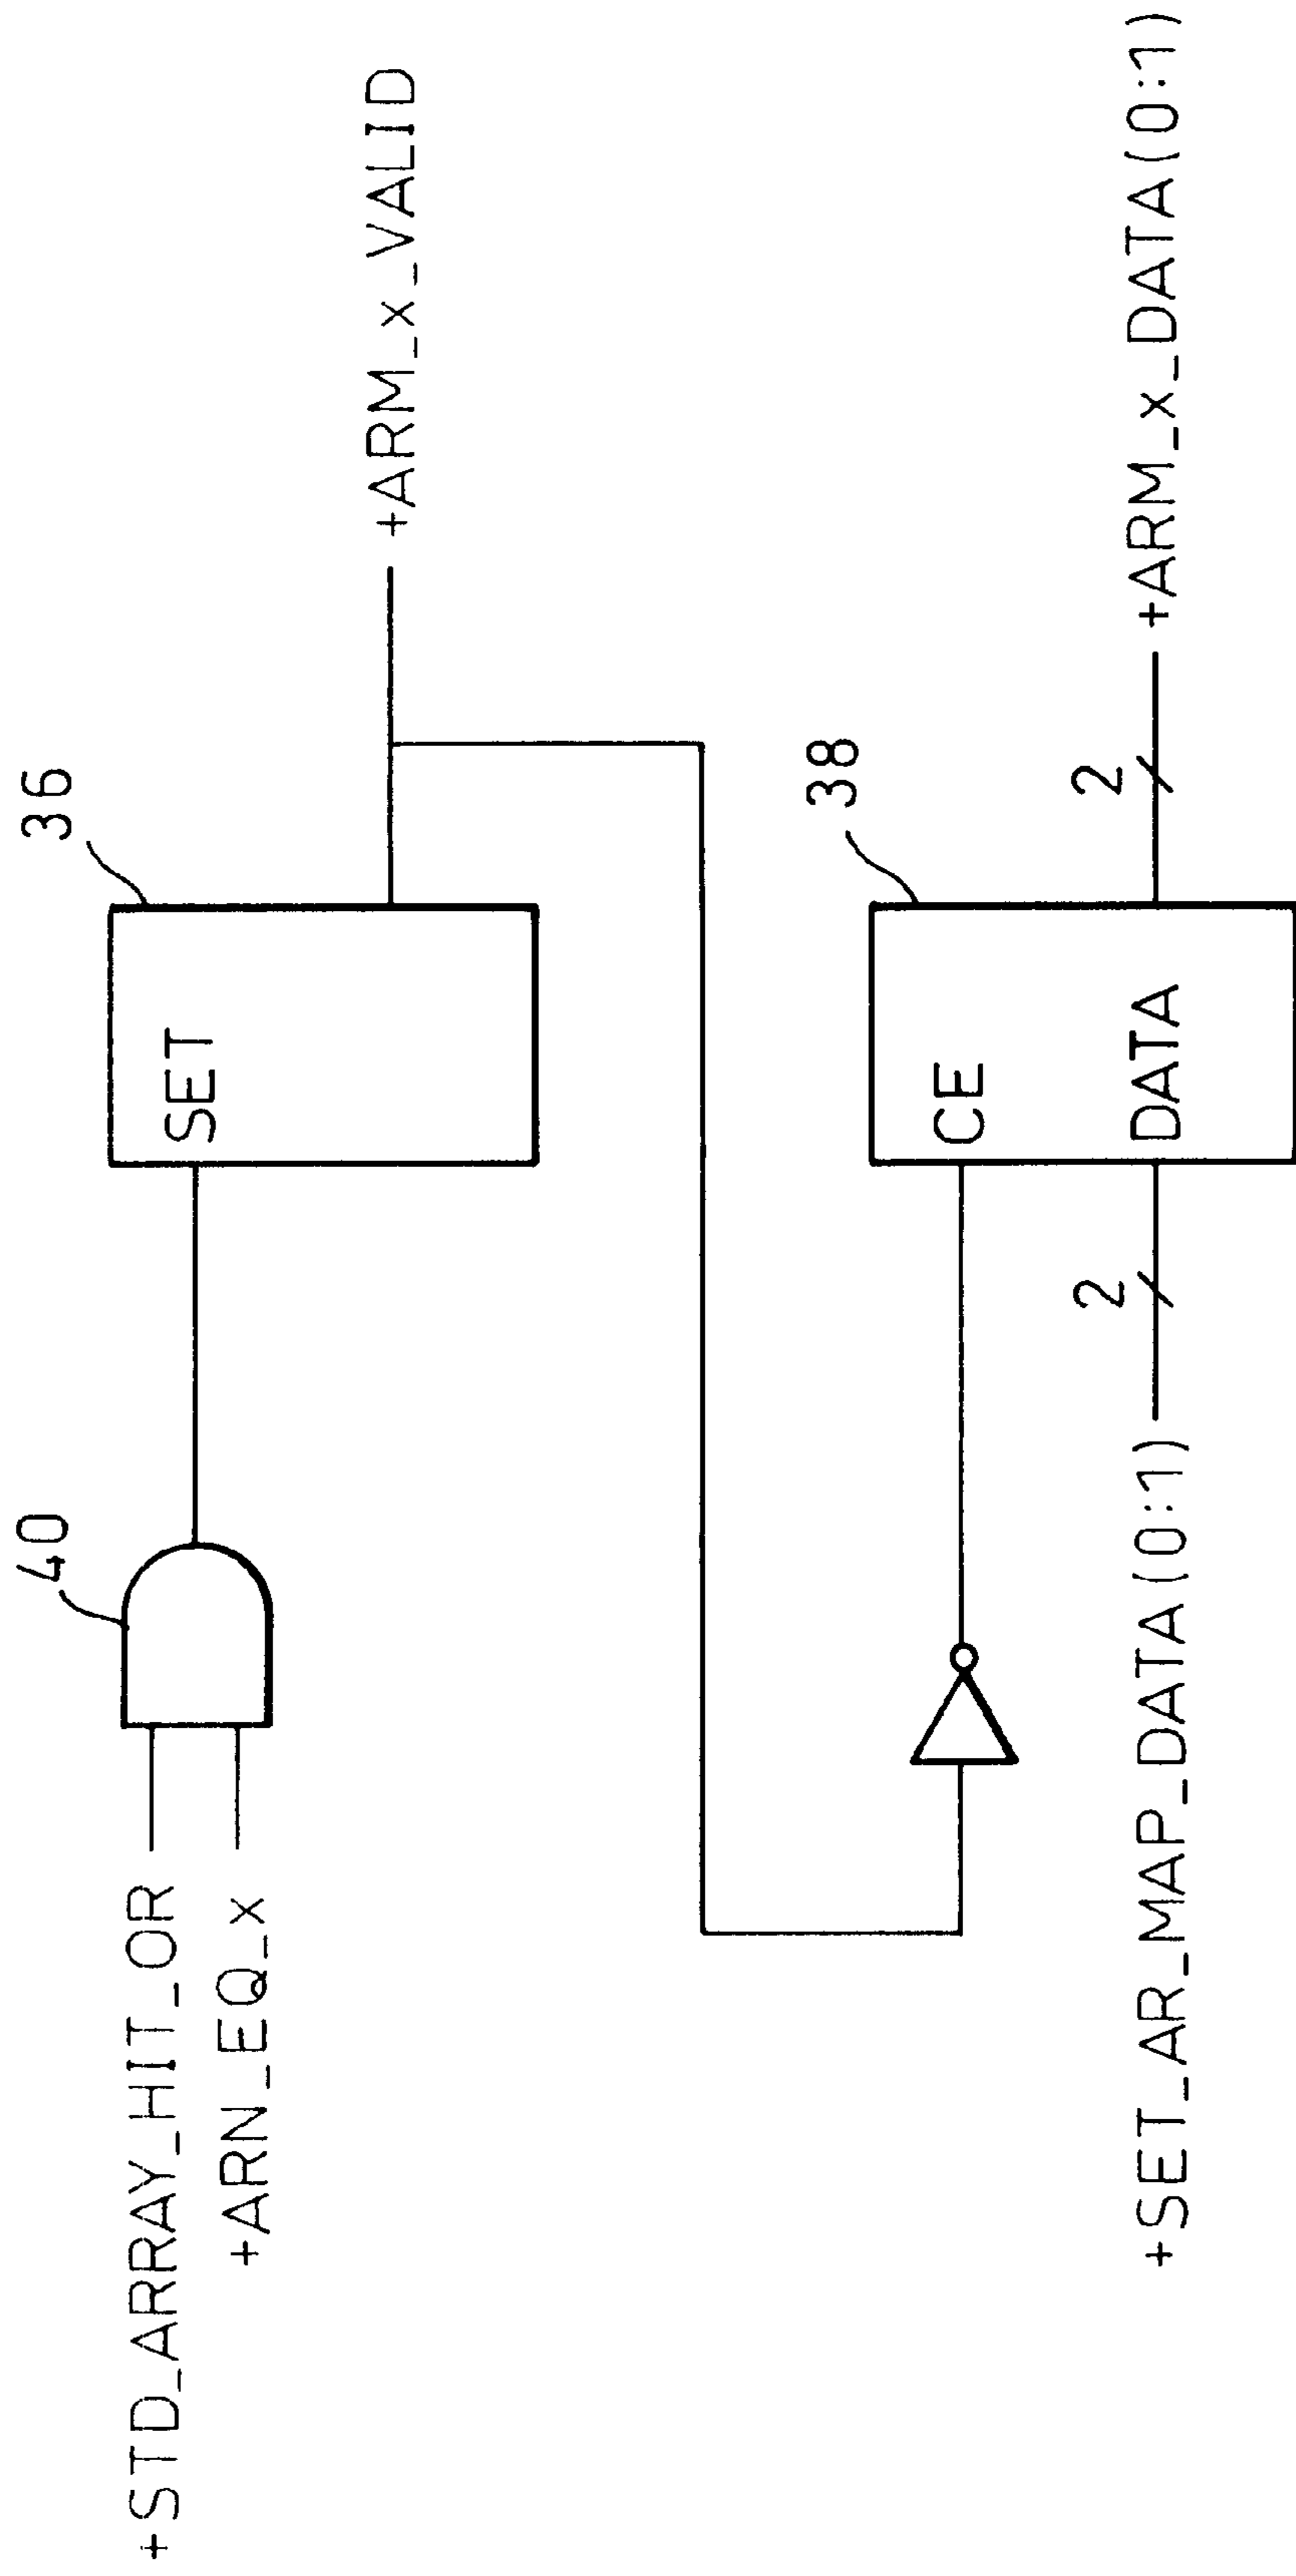 40
36
+STD_ARRAY_HIT_OR
+ARN_EQ_x
SET
+ARM_x_VALID
38
CE
+SET_AR_MAP_DATA(0:1)
2
DATA
2
+ARM_x_DATA(0:1)